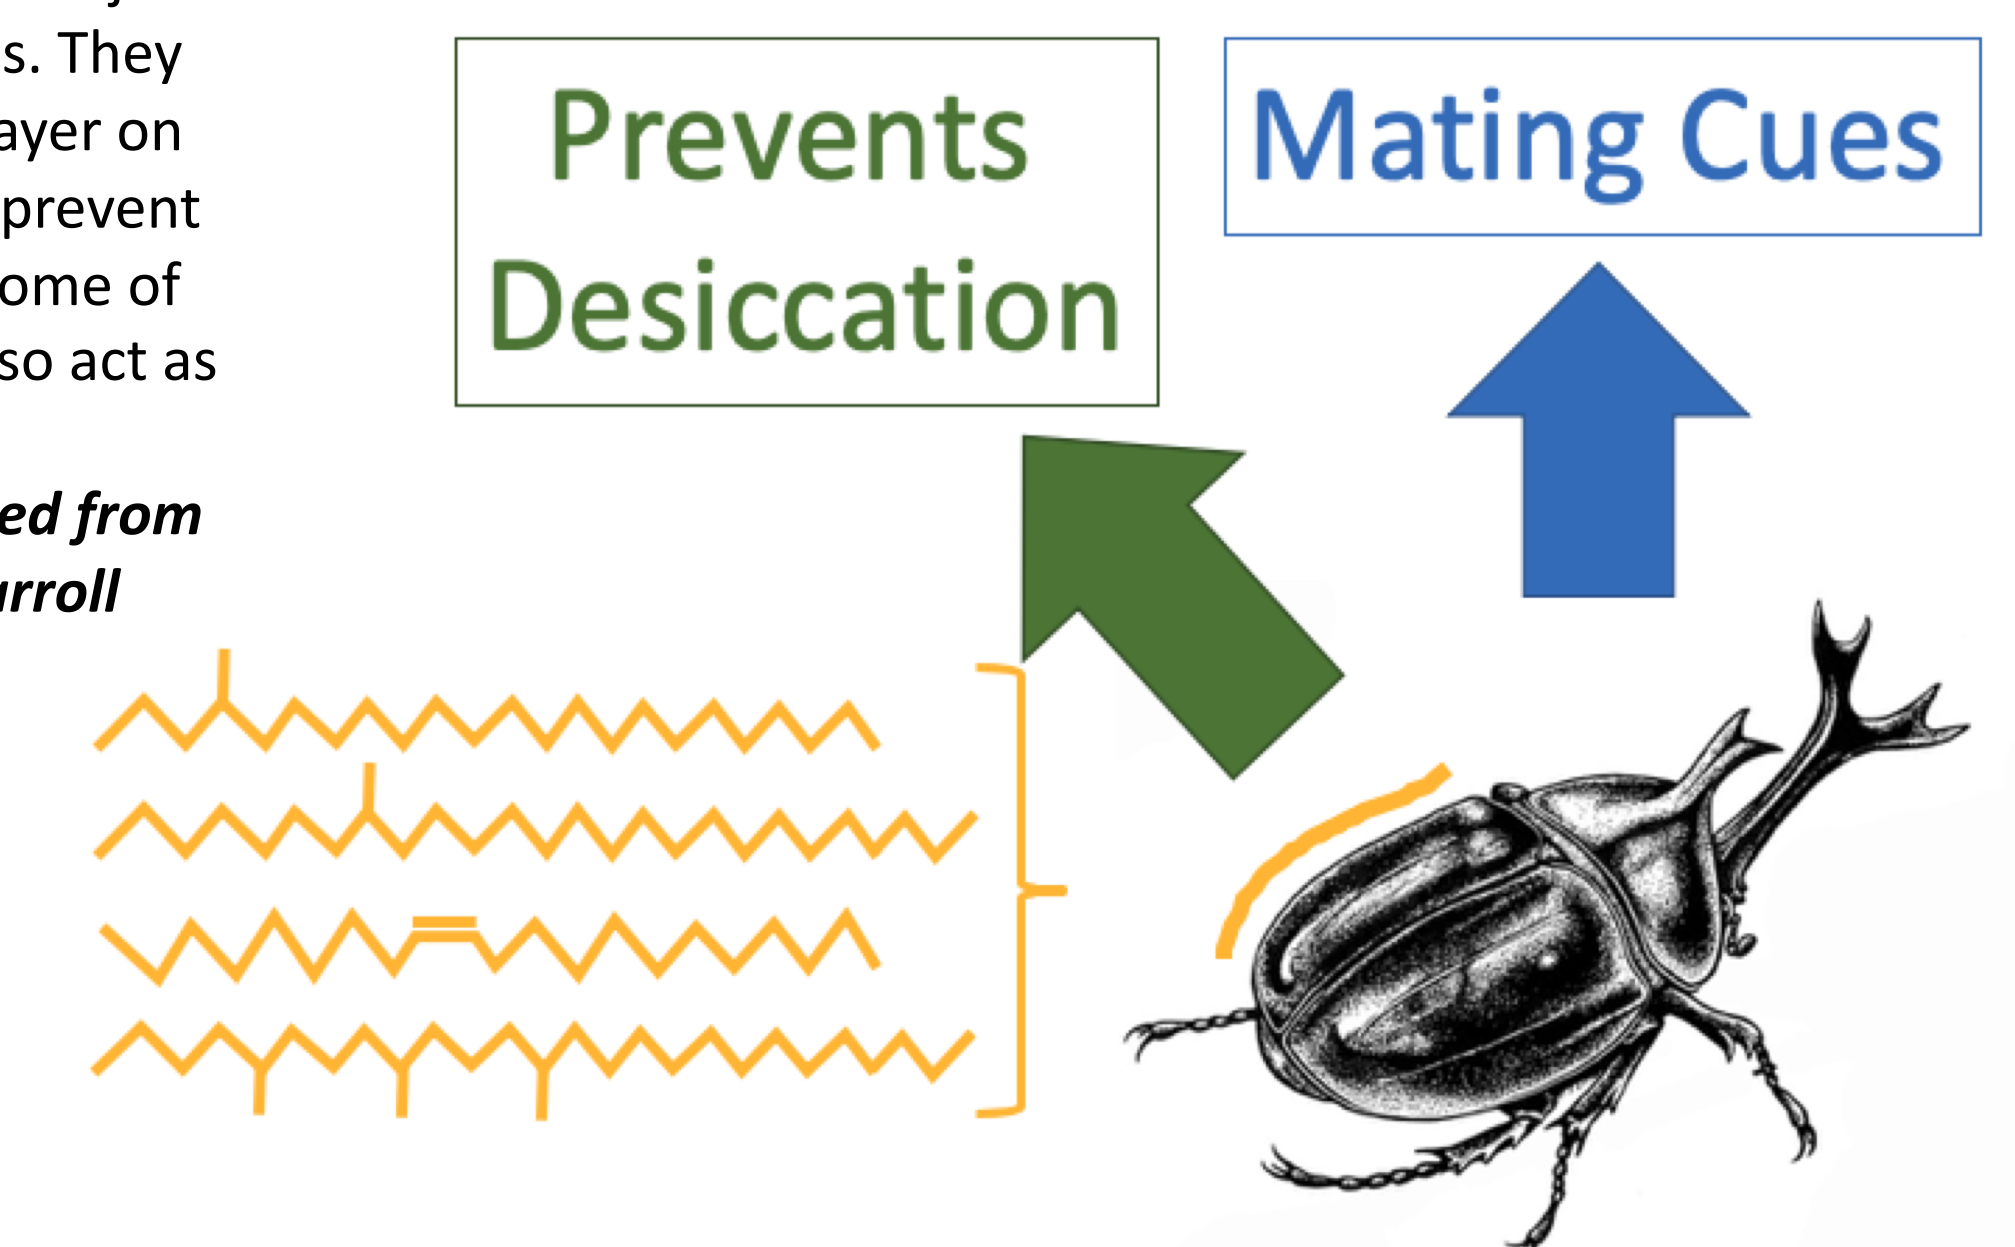 s. They
ayer on
prevent
ome of
so act as
ed from
rroll
Prevents
Desiccation
Mating Cues